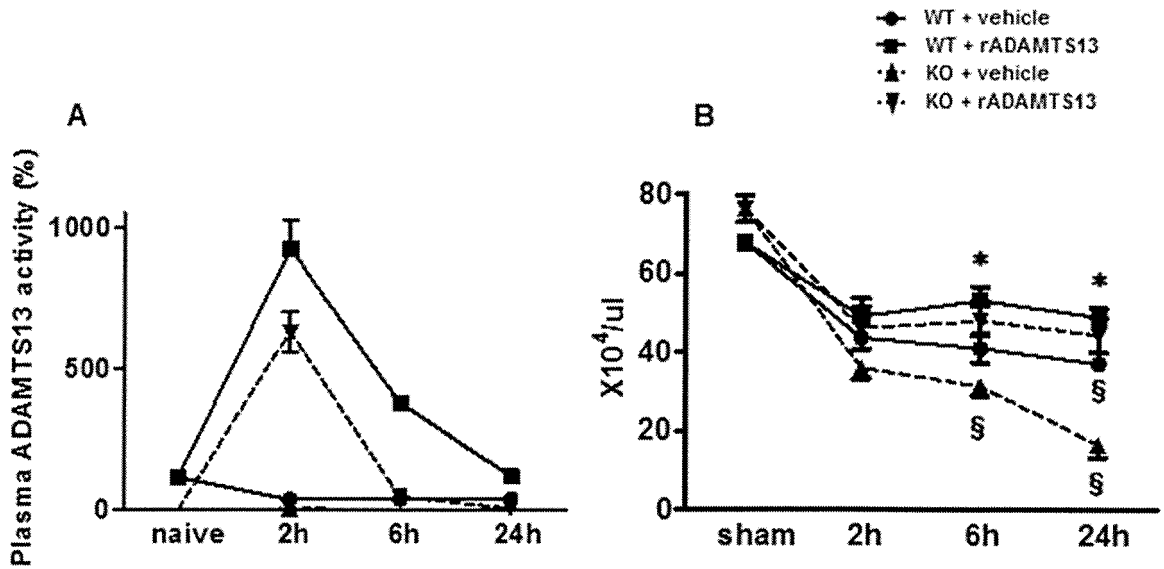 WT + vehicle
WT + rADAMTS13
KO + vehicle
KO + rADAMTS13
A
Plasma ADAMTS13 activity (%)
1000
500
0
naive 2h 6h 24h
B
X10⁴/ul
80
60
40
20
0
* *
§
§
§
sham 2h 6h 24h